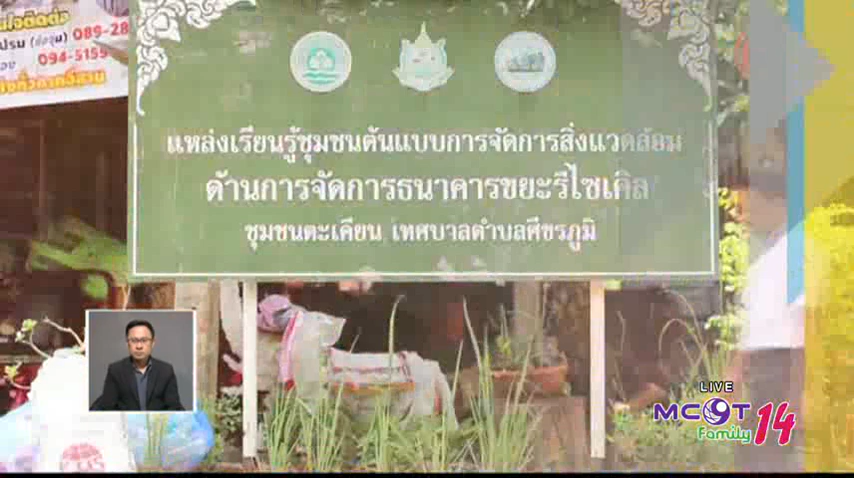 089-28
094-5155
แหล่งเรียนรู้ชุมชนต้นแบบการจัดการสิ่งแวดล้อม
ด้านการจัดการธนาคารขยะรีไซเคิล
ชุมชนตะเคียน เทศบาลตำบลศีขรภูมิ
LIVE
MCOT
Family 14